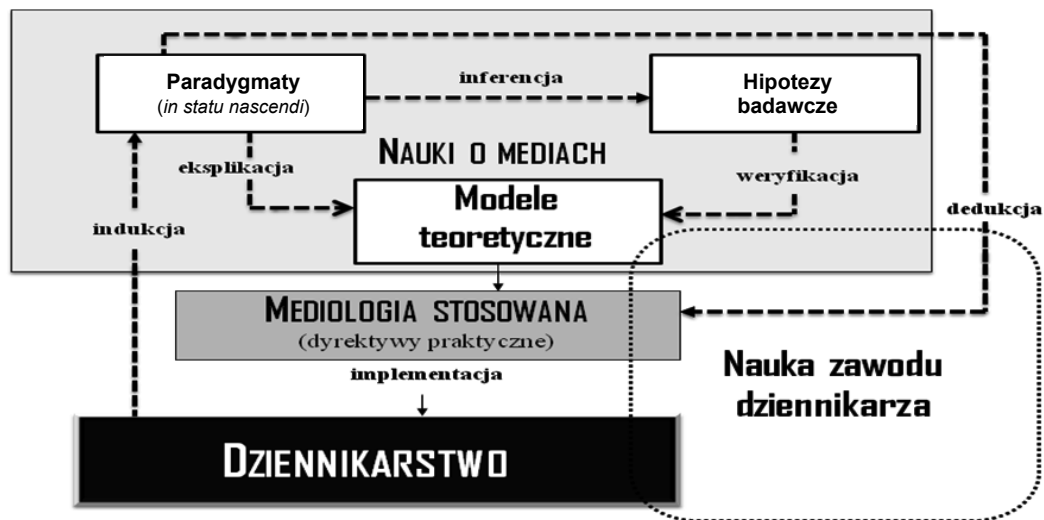 Paradygmaty
(in statu nascendi)
inferencja
Hipotezy
badawcze
NAUKI O MEDIACH
eksplikacja
weryfikacja
Modele
teoretyczne
indukcja
dedukcja
MEDIOLOGIA STOSOWANA
(dyrektywy praktyczne)
implementacja
Nauka zawodu
dziennikarza
DZIENNIKARSTWO